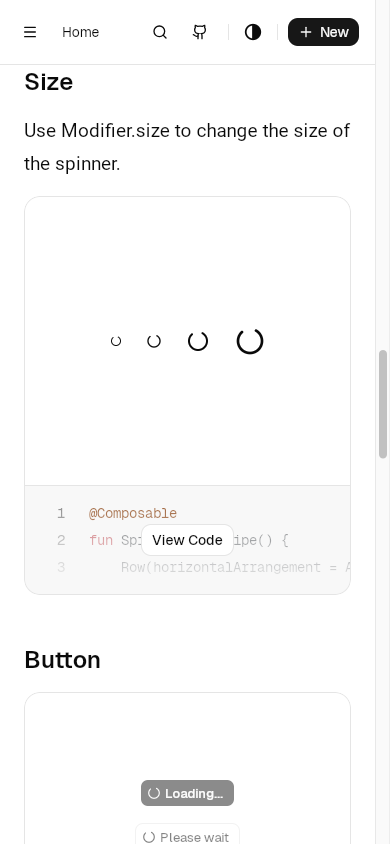 Home
New
Size
Use Modifier.size to change the size of
the spinner.
1 @Composable
2 fun Spi ipe() {
View Code
3 Row(horizontalArrangement =
Button
Loading...
Please wait